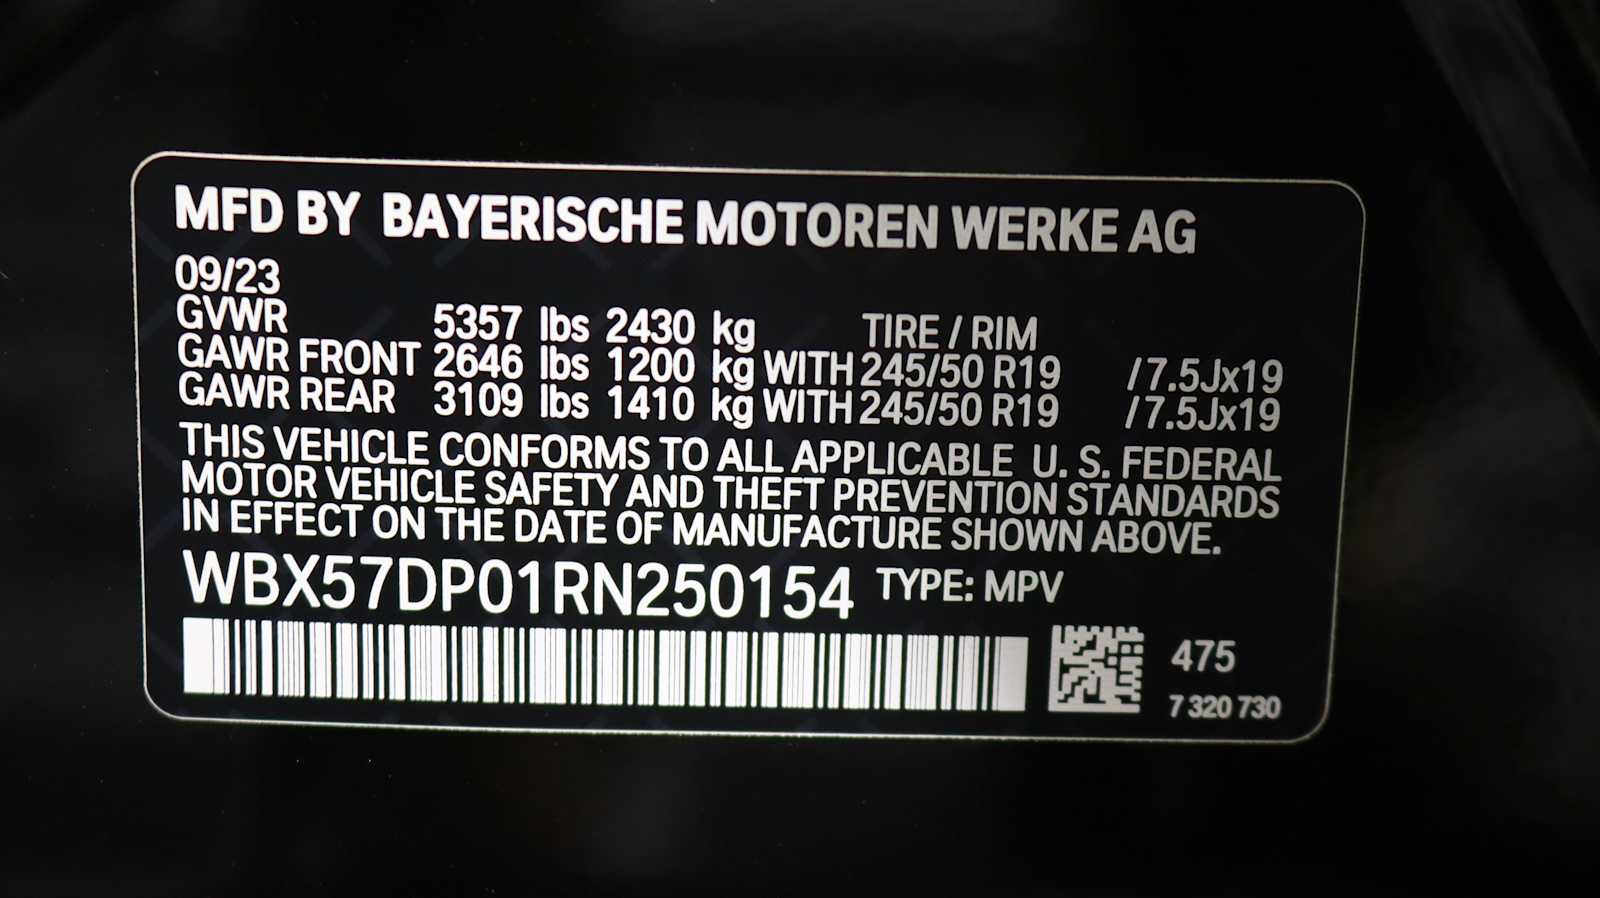 MFD BY BAYERISCHE MOTOREN WERKE AG
09/23
GVWR 5357 lbs 2430 kg TIRE / RIM
GAWR FRONT 2646 lbs 1200 kg WITH 245/50 R19 /7.5Jx19
GAWR REAR 3109 lbs 1410 kg WITH 245/50 R19 /7.5Jx19
THIS VEHICLE CONFORMS TO ALL APPLICABLE U. S. FEDERAL
MOTOR VEHICLE SAFETY AND THEFT PREVENTION STANDARDS
IN EFFECT ON THE DATE OF MANUFACTURE SHOWN ABOVE.
WBX57DP01RN250154 TYPE: MPV
475
7 320 730